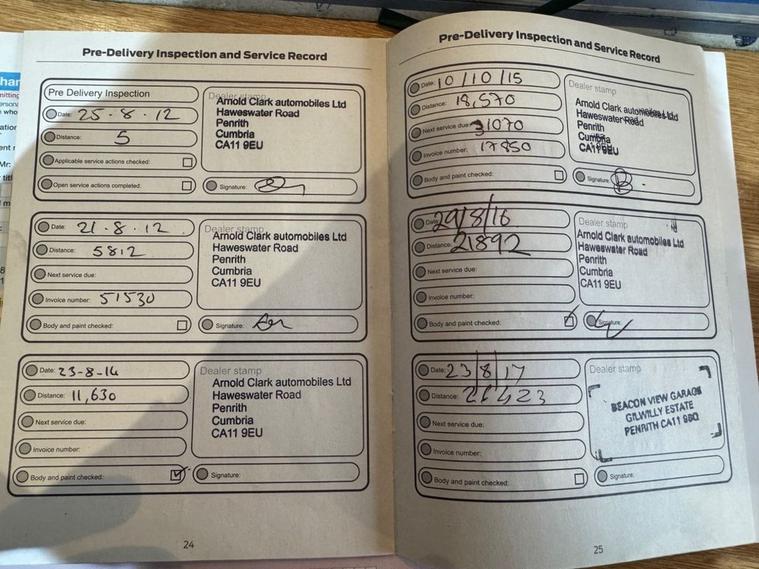 Pre-Delivery Inspection and Service Record
Pre Delivery Inspection
Date: 25.8.12
Distance: 5
Applicable service actions checked:
Open service actions completed:
Dealer stamp
Arnold Clark automobiles Ltd
Haweswater Road
Penrith
Cumbria
CA11 9EU
Signature:
Date: 21.8.12
Distance: 5812
Next service due:
Invoice number: 51530
Body and paint checked:
Dealer stamp
Arnold Clark automobiles Ltd
Haweswater Road
Penrith
Cumbria
CA11 9EU
Signature:
Date: 23-8-14
Distance: 11,630
Next service due:
Invoice number:
Body and paint checked:
Dealer stamp
Arnold Clark automobiles Ltd
Haweswater Road
Penrith
Cumbria
CA11 9EU
Signature:
24
Pre-Delivery Inspection and Service Record
Date: 10/10/15
Distance: 18,570
Next service due: 31070
Invoice number: 17850
Body and paint checked:
Dealer stamp
Arnold Clark automobiles Ltd
Haweswater Road
Penrith
Cumbria
CA11 9EU
Signature:
Date: 29/8/16
Distance: 21892
Next service due:
Invoice number:
Body and paint checked:
Dealer stamp
Arnold Clark automobiles Ltd
Haweswater Road
Penrith
Cumbria
CA11 9EU
Signature:
Date: 23/8/17
Distance: 26423
Next service due:
Invoice number:
Body and paint checked:
Dealer stamp
BEACON VIEW GARAGE
GILWILLY ESTATE
PENRITH CA11 9BQ
Signature:
25